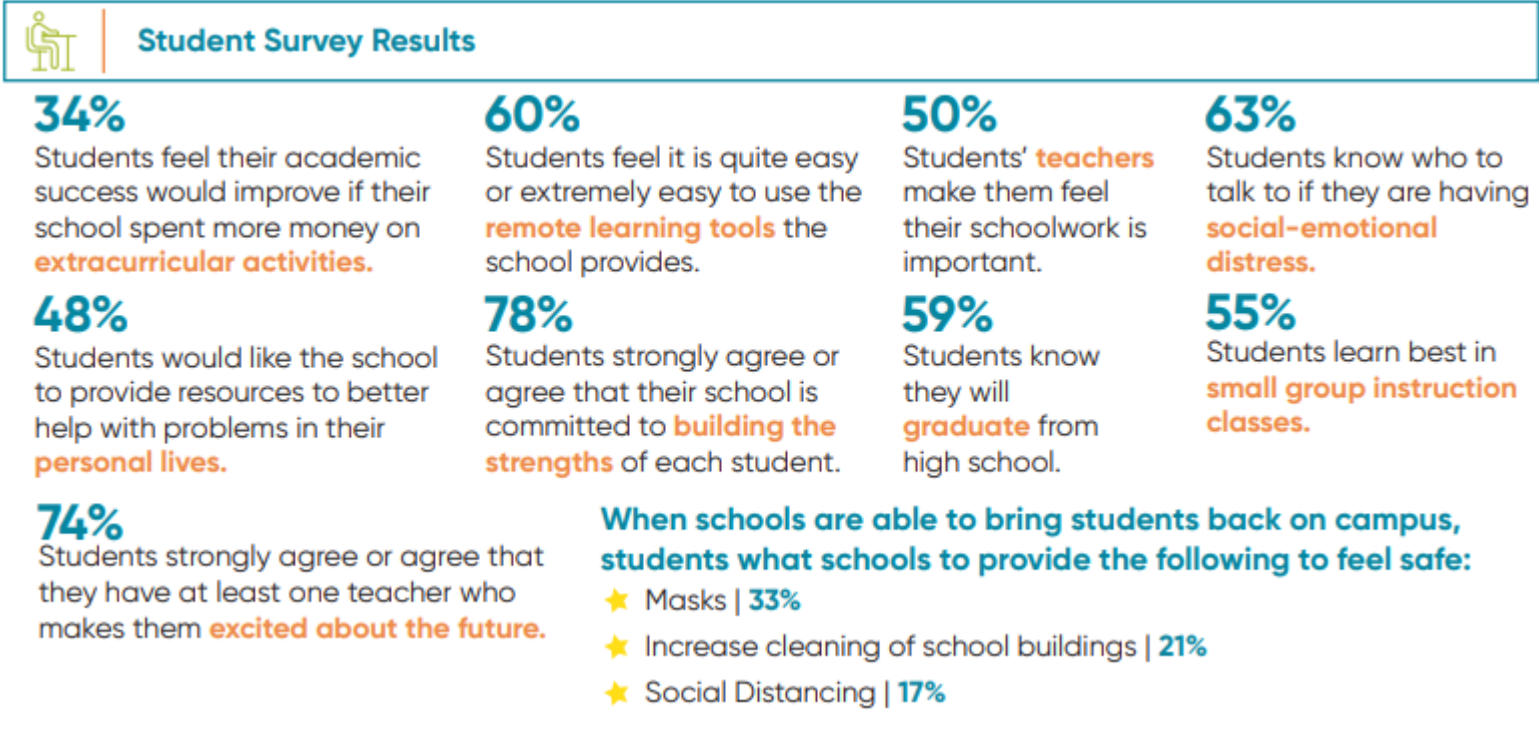 Student Survey Results
34%
Students feel their academic
success would improve if their
school spent more money on
extracurricular activities.
60%
Students feel it is quite easy
or extremely easy to use the
remote learning tools the
school provides.
50%
Students' teachers
make them feel
their schoolwork is
important.
63%
Students know who to
talk to if they are having
social-emotional
distress.
48%
Students would like the school
to provide resources to better
help with problems in their
personal lives.
78%
Students strongly agree or
agree that their school is
committed to building the
strengths of each student.
59%
Students know
they will
graduate from
high school.
55%
Students learn best in
small group instruction
classes.
74%
Students strongly agree or agree that
they have at least one teacher who
makes them excited about the future.
When schools are able to bring students back on campus,
students what schools to provide the following to feel safe:
Masks | 33%
Increase cleaning of school buildings | 21%
Social Distancing | 17%